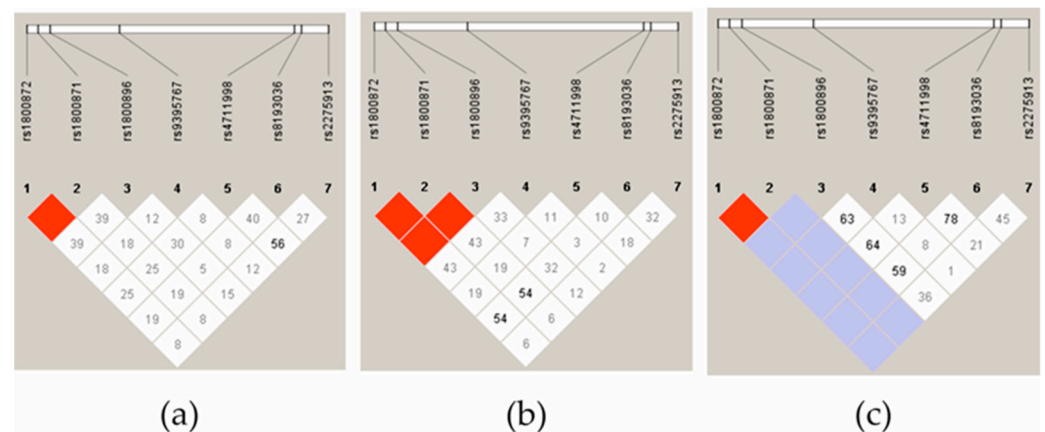 rs1800872
rs1800871
rs1800896
rs9395767
rs4711998
rs8193036
rs2275913
1 2 3 4 5 6 7
39 12 8 40 27
39 18 30 8 56
18 25 5 12
25 19 15
19 8
8
(a)
rs1800872
rs1800871
rs1800896
rs9395767
rs4711998
rs8193036
rs2275913
1 2 3 4 5 6 7
33 11 10 32
43 7 3 18
43 19 32 2
19 54 12
54 6
6
(b)
rs1800872
rs1800871
rs1800896
rs9395767
rs4711998
rs8193036
rs2275913
1 2 3 4 5 6 7
63 13 78 45
64 8 21
59 1
36
(c)